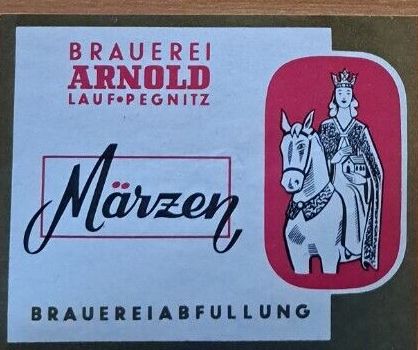 BRAUEREI
ARNOLD
LAUF•PEGNITZ
Märzen
BRAUEREIABFULLUNG